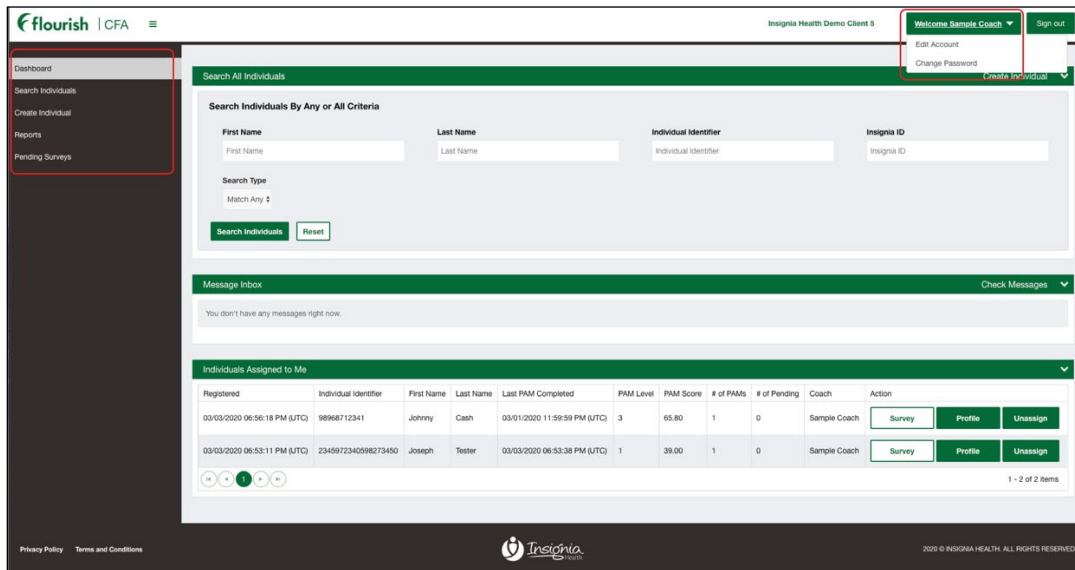 flourish | CFA
Insignia Health Demo Client 5
Welcome Sample Coach
Sign out
Edit Account
Change Password
Dashboard
Search Individuals
Create Individual
Reports
Pending Surveys
Search All Individuals
Create Individual
Search Individuals By Any or All Criteria
First Name Last Name Individual Identifier Insignia ID
First Name Last Name Individual Identifier Insignia ID
Search Type
Match Any
Search Individuals Reset
Message Inbox Check Messages
You don't have any messages right now.
Individuals Assigned to Me
Registered Individual Identifier First Name Last Name Last PAM Completed PAM Level PAM Score # of PAMs # of Pending Coach Action
03/03/2020 06:56:18 PM (UTC) 98968712341 Johnny Cash 03/01/2020 11:59:59 PM (UTC) 3 65.80 1 0 Sample Coach Survey Profile Unassign
03/03/2020 06:53:11 PM (UTC) 2345972340598273450 Joseph Tester 03/03/2020 06:53:38 PM (UTC) 1 39.00 1 0 Sample Coach Survey Profile Unassign
1 1 - 2 of 2 items
Privacy Policy Terms and Conditions Insignia Health 2020 © INSIGNIA HEALTH. ALL RIGHTS RESERVED